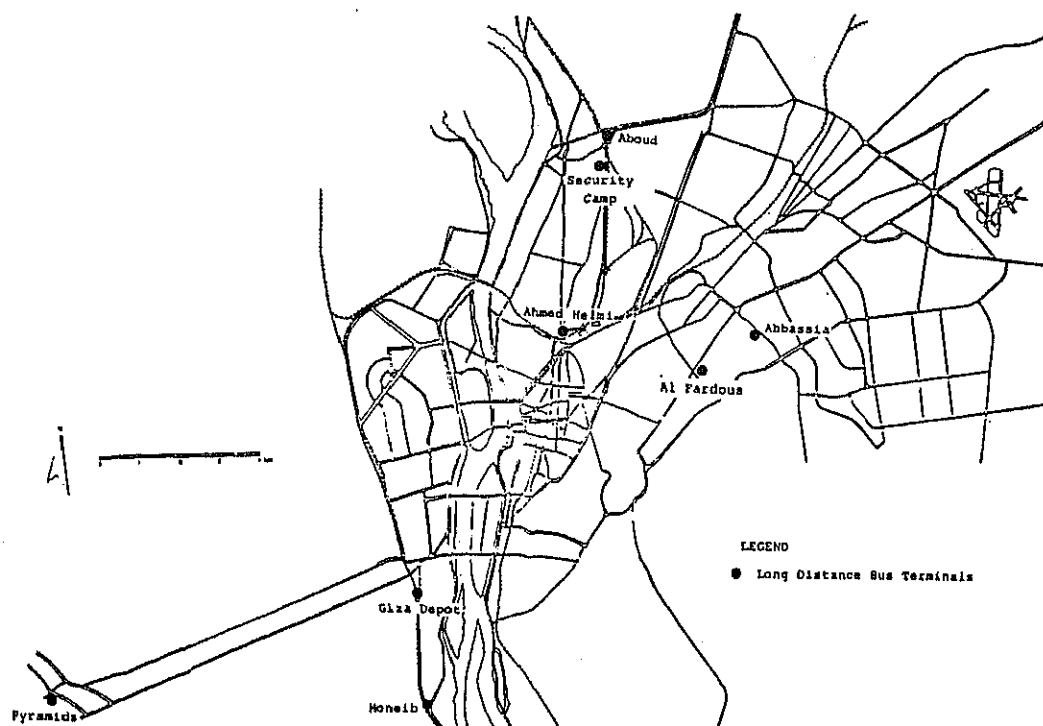 Aboud
Security
Camp
Ahmed Helmi
Abbassia
Al Fardous
LEGEND
Long Distance Bus Terminals
Giza Depot
Pyramids
Moneib